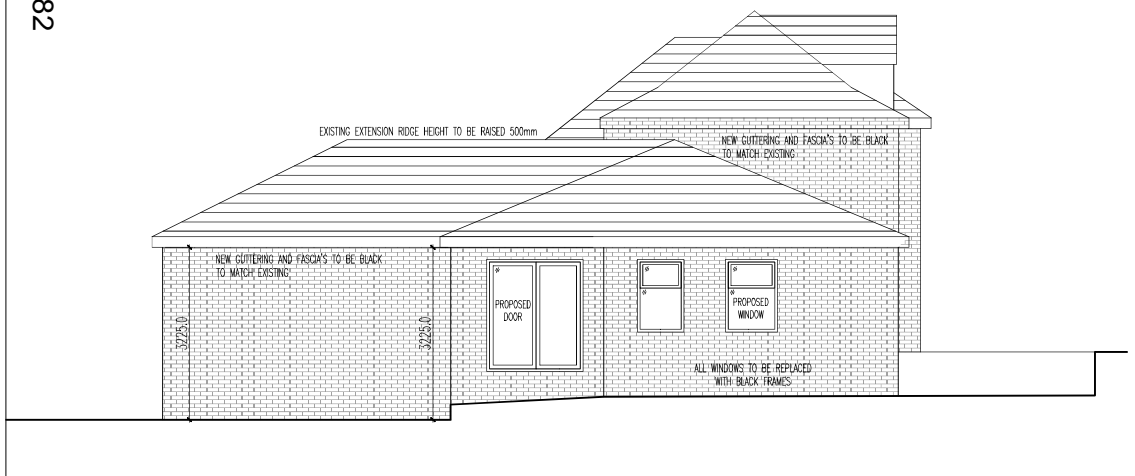 82
EXISTING EXTENSION RIDGE HEIGHT TO BE RAISED 500mm
NEW GUTTERING AND FASCIA'S TO BE BLACK
TO MATCH EXISTING
NEW GUTTERING AND FASCIA'S TO BE BLACK
TO MATCH EXISTING
3225.0
3225.0
PROPOSED
DOOR
PROPOSED
WINDOW
ALL WINDOWS TO BE REPLACED
WITH BLACK FRAMES